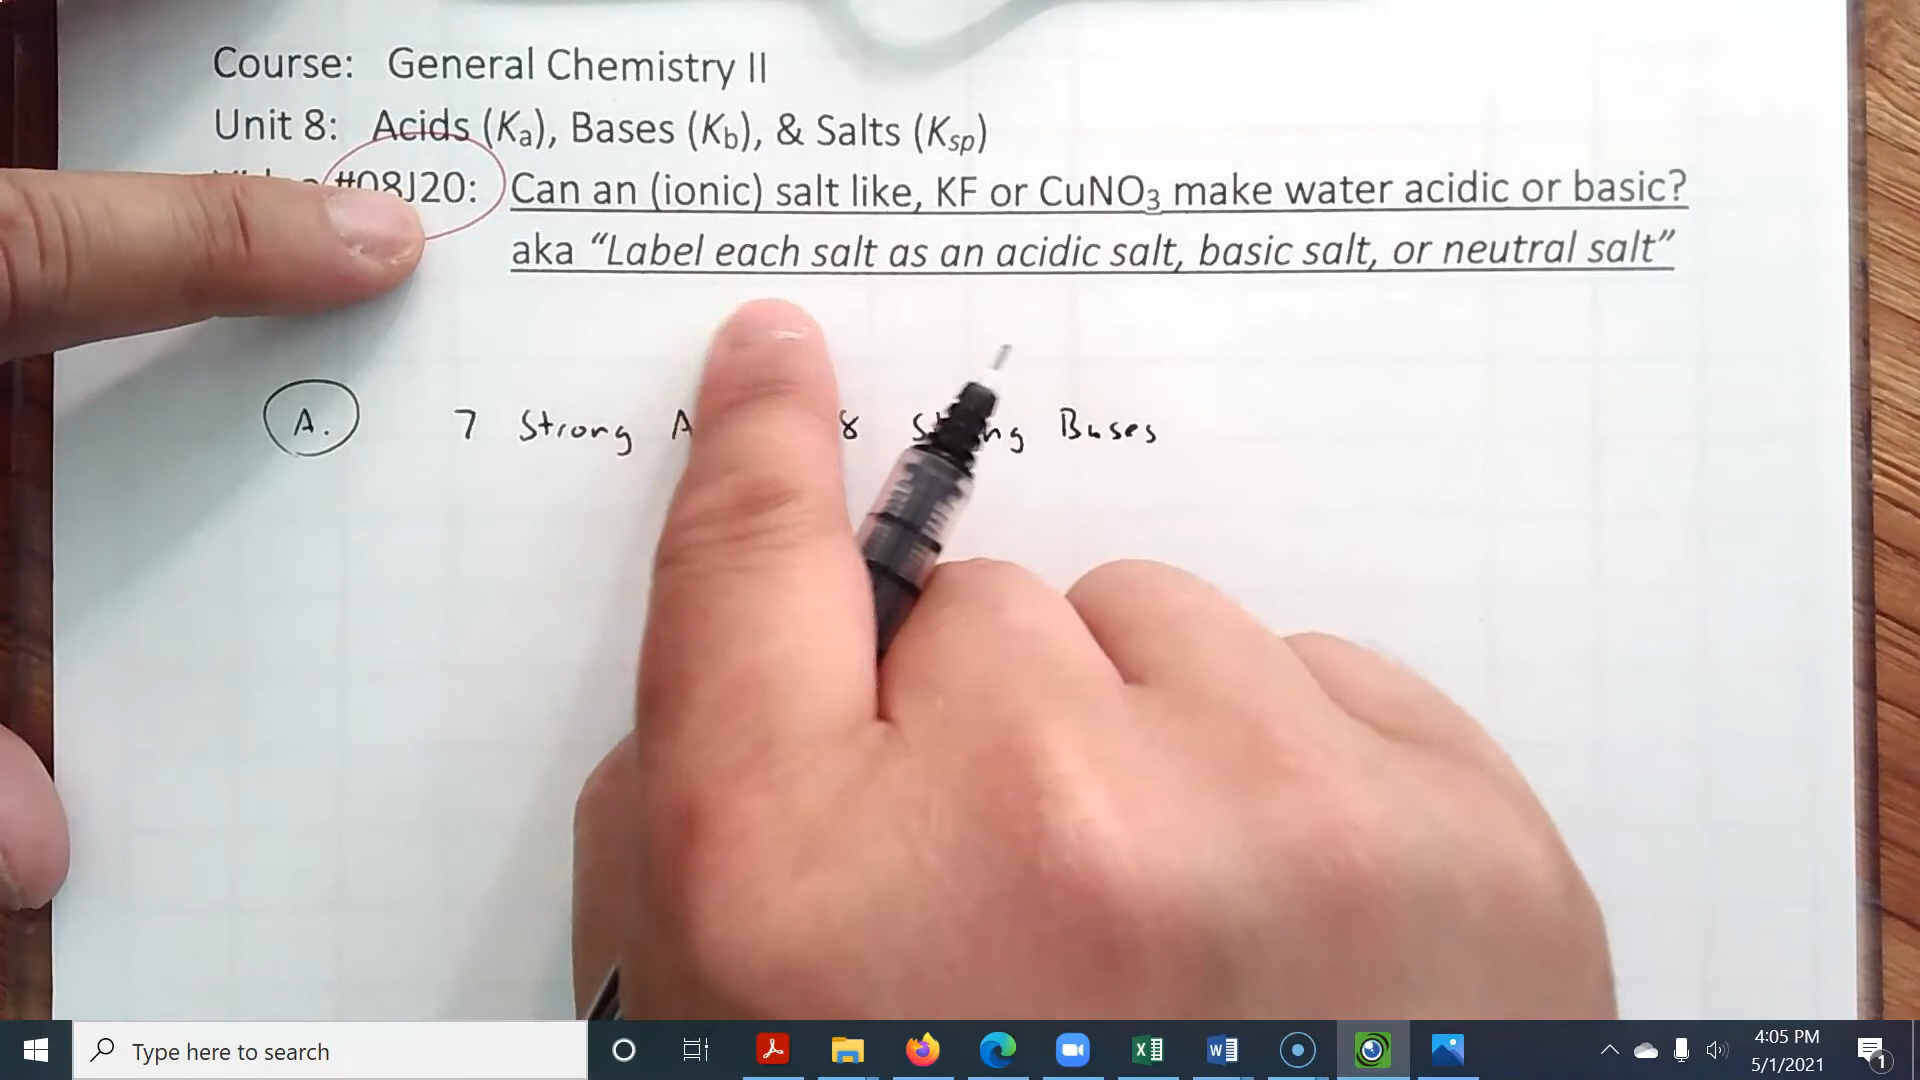 Course: General Chemistry II
Unit 8: Acids (Ka), Bases (Kb), & Salts (Ksp)
#08J20: Can an (ionic) salt like, KF or CuNO3 make water acidic or basic?
aka “Label each salt as an acidic salt, basic salt, or neutral salt”
A. 7 Strong 8 Bases
Type here to search
4:05 PM
5/1/2021
1